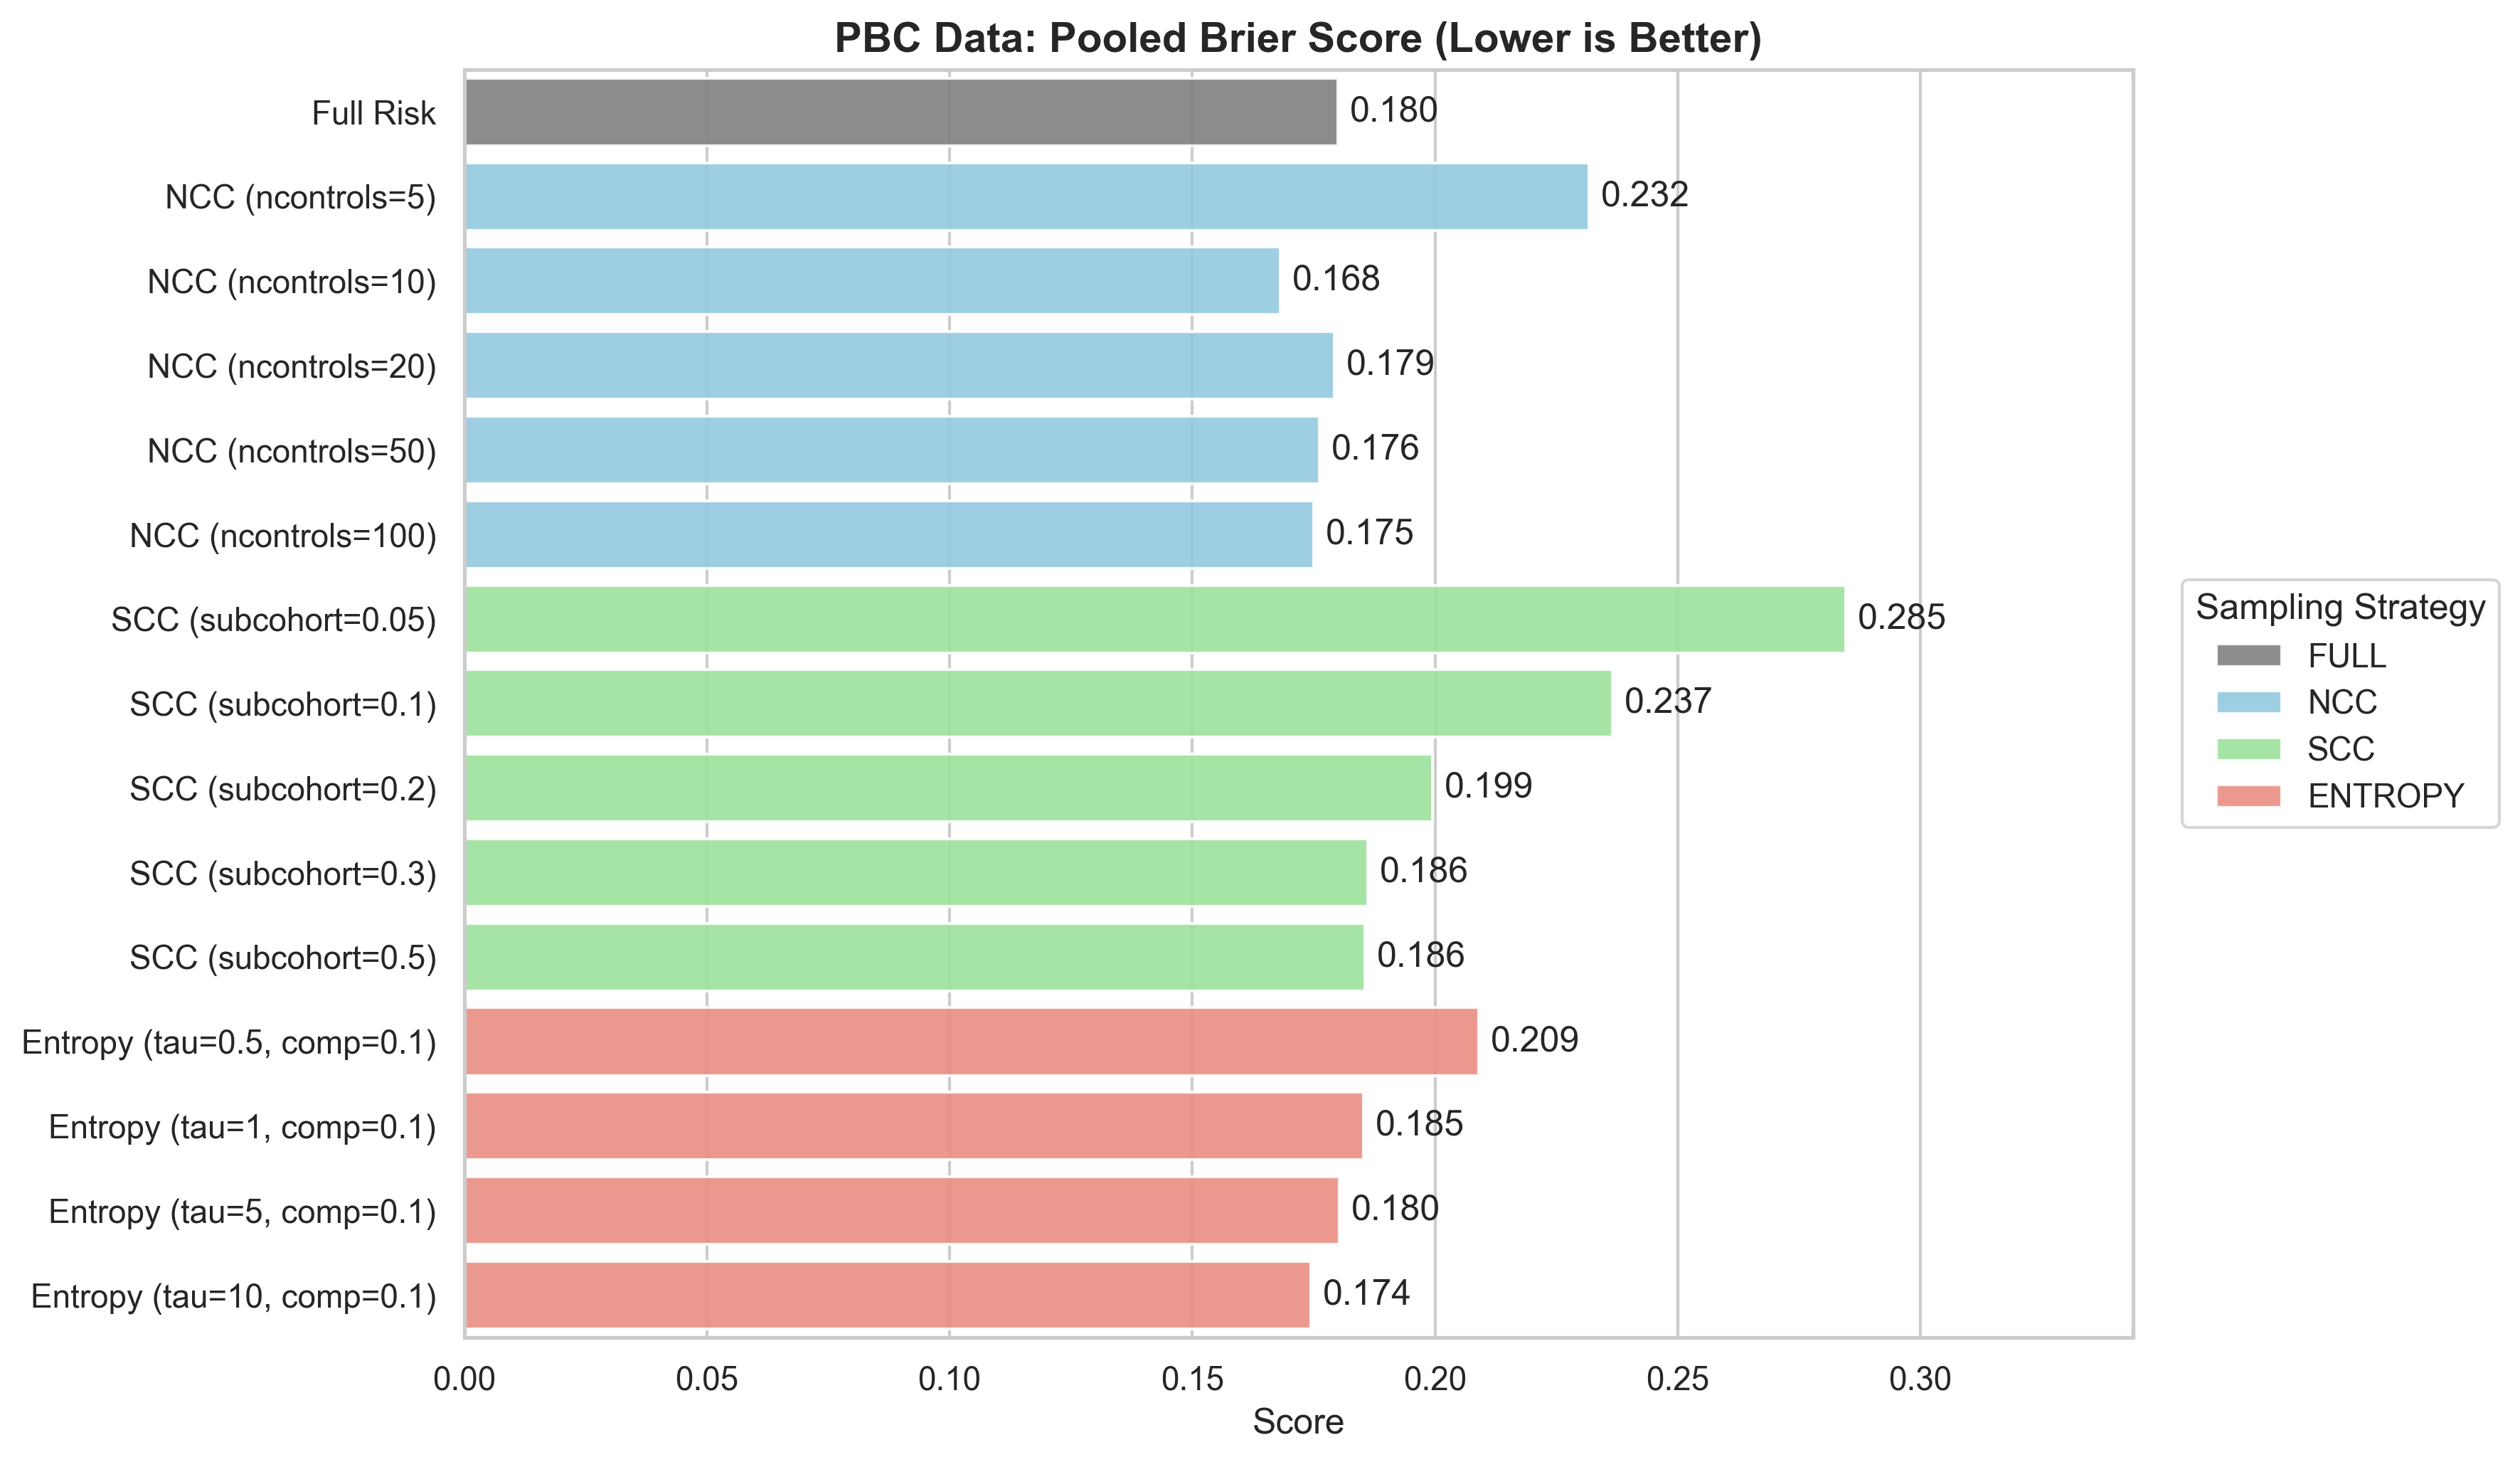 PBC Data: Pooled Brier Score (Lower is Better)
Full Risk 0.180
NCC (ncontrols=5) 0.232
NCC (ncontrols=10) 0.168
NCC (ncontrols=20) 0.179
NCC (ncontrols=50) 0.176
NCC (ncontrols=100) 0.175
SCC (subcohort=0.05) 0.285
SCC (subcohort=0.1) 0.237
SCC (subcohort=0.2) 0.199
SCC (subcohort=0.3) 0.186
SCC (subcohort=0.5) 0.186
Entropy (tau=0.5, comp=0.1) 0.209
Entropy (tau=1, comp=0.1) 0.185
Entropy (tau=5, comp=0.1) 0.180
Entropy (tau=10, comp=0.1) 0.174
0.00 0.05 0.10 0.15 0.20 0.25 0.30
Score
Sampling Strategy
FULL
NCC
SCC
ENTROPY